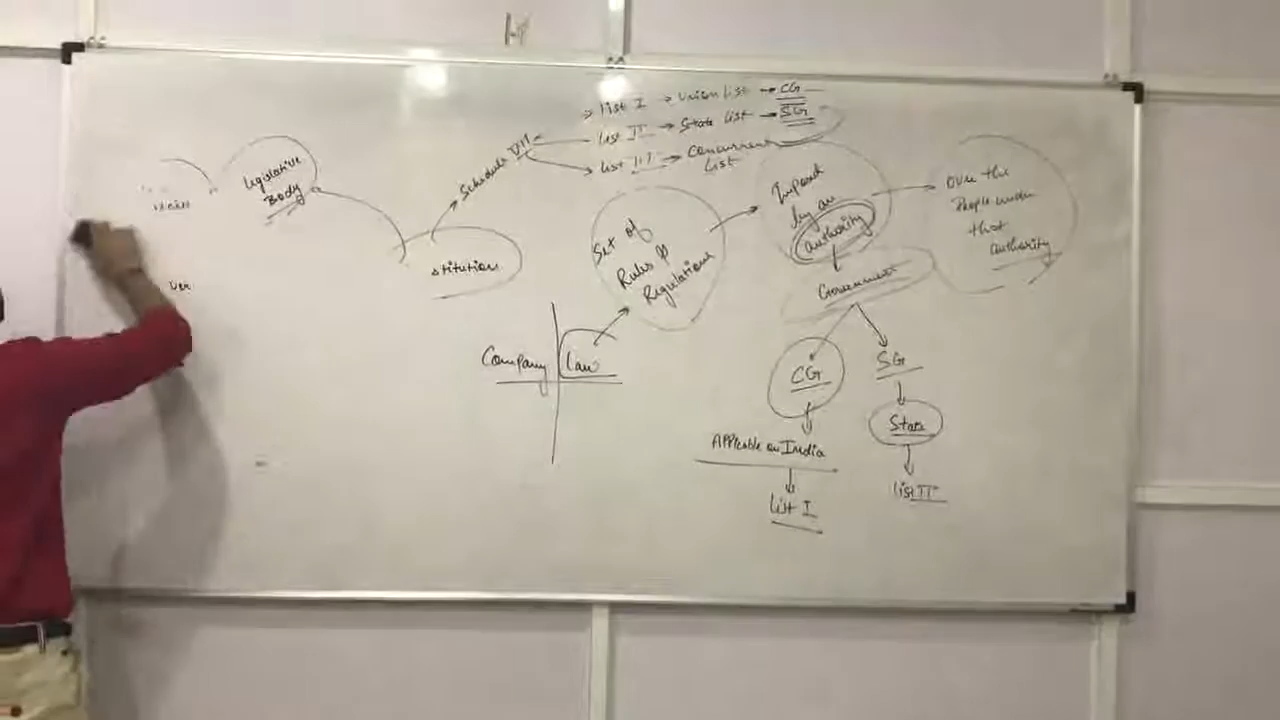 List I → Union List → CG
List II → State List → SG
List III → Concurrent
List
Schedule VII
Legislative
Body
stitution
Set of
Rules &
Regulations
Imposed
by an
authority
Over the
People under
that
authority
Government
Company Law
CG
SG
Applicable on India
State
List I
List II